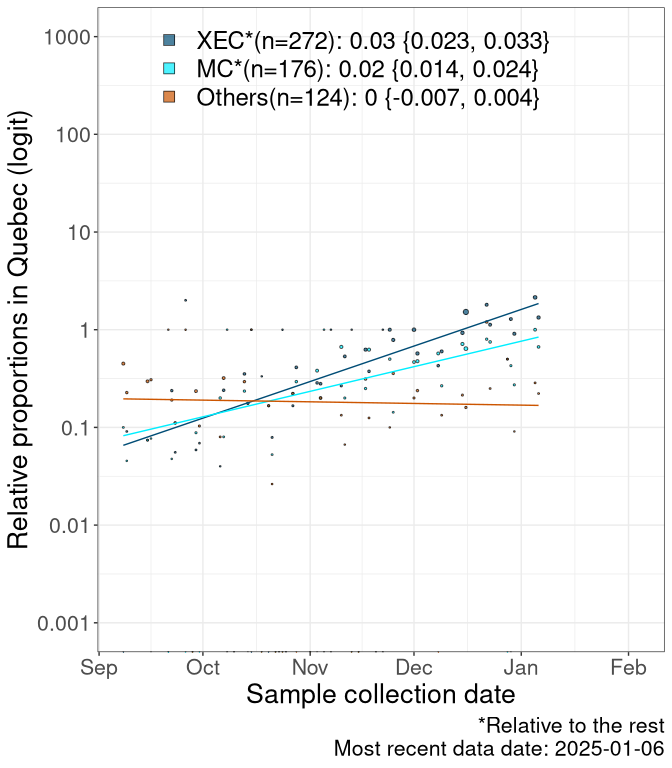 XEC*(n=272): 0.03 {0.023, 0.033}
MC*(n=176): 0.02 {0.014, 0.024}
Others(n=124): 0 {-0.007, 0.004}
Relative proportions in Quebec (logit)
1000
100
10
1
0.1
0.01
0.001
Sep Oct Nov Dec Jan Feb
Sample collection date
*Relative to the rest
Most recent data date: 2025-01-06